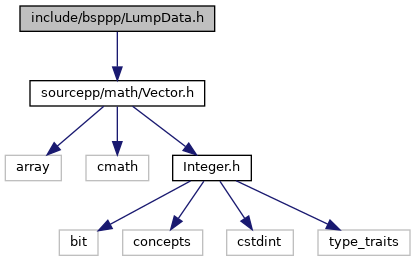 include/bsppp/LumpData.h
sourcepp/math/Vector.h
array
cmath
Integer.h
bit
concepts
cstdint
type_traits